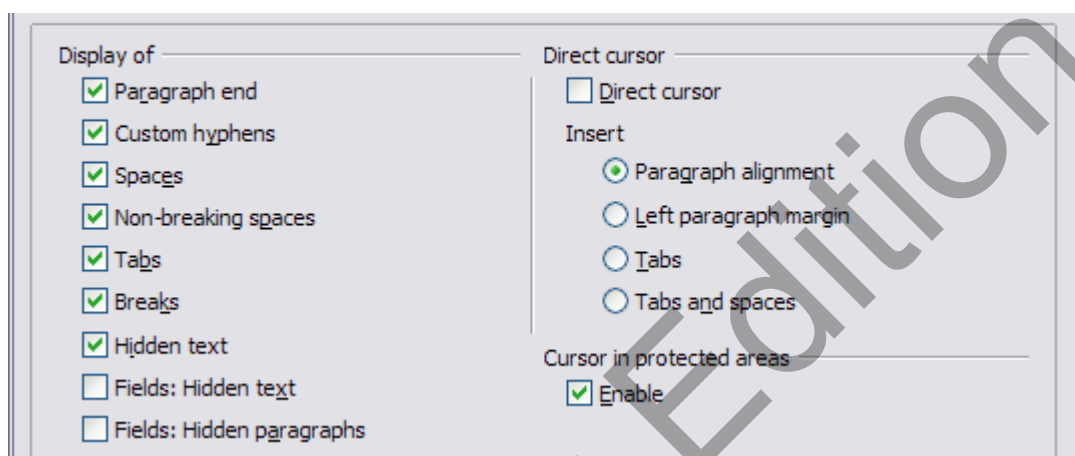 Display of
Paragraph end
Custom hyphens
Spaces
Non-breaking spaces
Tabs
Breaks
Hidden text
Fields: Hidden text
Fields: Hidden paragraphs
Direct cursor
Direct cursor
Insert
Paragraph alignment
Left paragraph margin
Tabs
Tabs and spaces
Cursor in protected areas
Enable
Edition